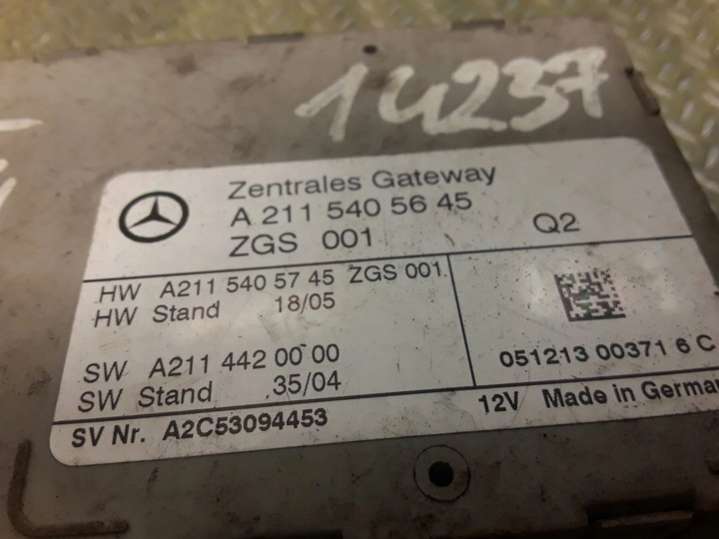 14237
Zentrales Gateway
A 211 540 56 45
ZGS 001
Q2
HW A211 540 57 45 ZGS 001
HW Stand 18/05
SW A211 442 00 00
SW Stand 35/04
051213 00371 6 C
SV Nr. A2C53094453
12V Made in German